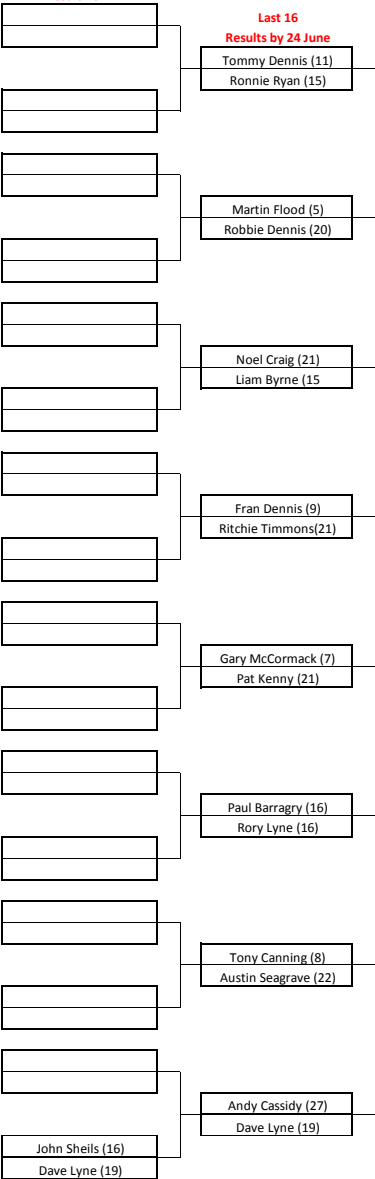 Last 16
Results by 24 June
Tommy Dennis (11)
Ronnie Ryan (15)
Martin Flood (5)
Robbie Dennis (20)
Noel Craig (21)
Liam Byrne (15
Fran Dennis (9)
Ritchie Timmons(21)
Gary McCormack (7)
Pat Kenny (21)
Paul Barragry (16)
Rory Lyne (16)
Tony Canning (8)
Austin Seagrave (22)
Andy Cassidy (27)
Dave Lyne (19)
John Sheils (16)
Dave Lyne (19)